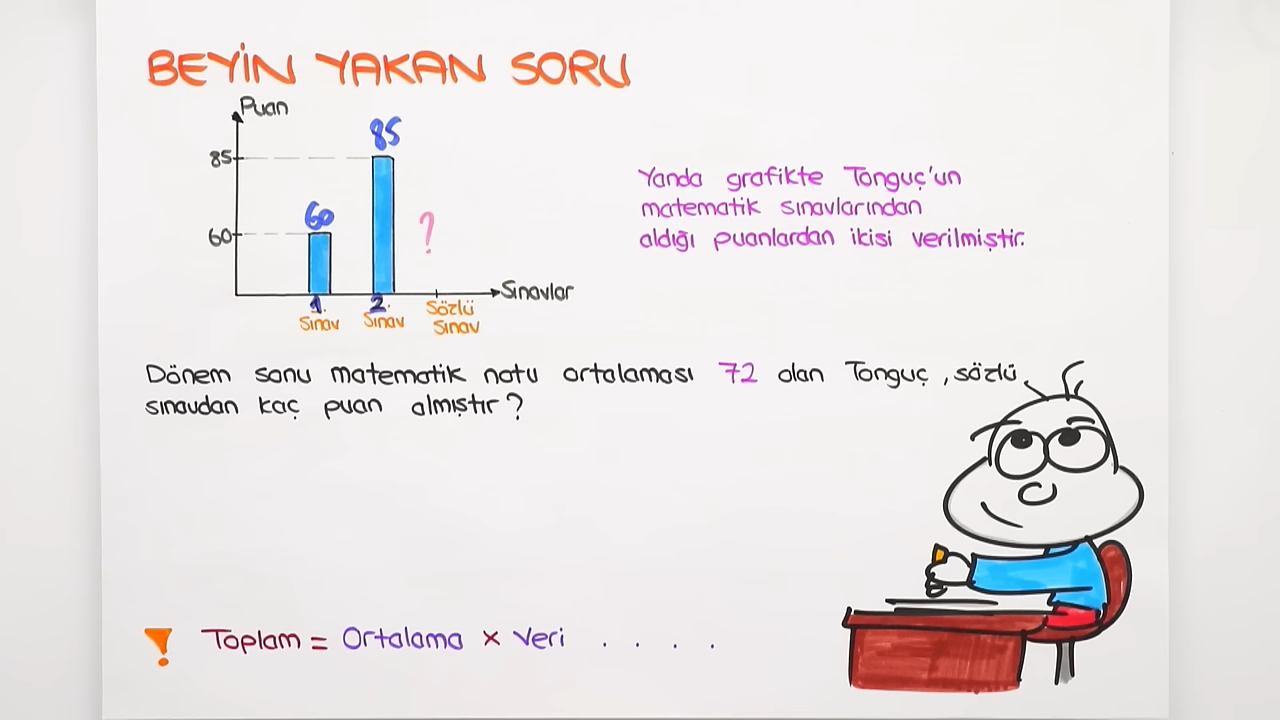 BEYİN YAKAN SORU
Puan
85
85
60
60
?
Sınavlar
1. Sınav
2. Sınav
Sözlü Sınav
Yanda grafikte Tonguç'un
matematik sınavlarından
aldığı puanlardan ikisi verilmiştir.
Dönem sonu matematik notu ortalaması 72 olan Tonguç, sözlü
sınavdan kaç puan almıştır?
! Toplam = Ortalama x Veri . . . .